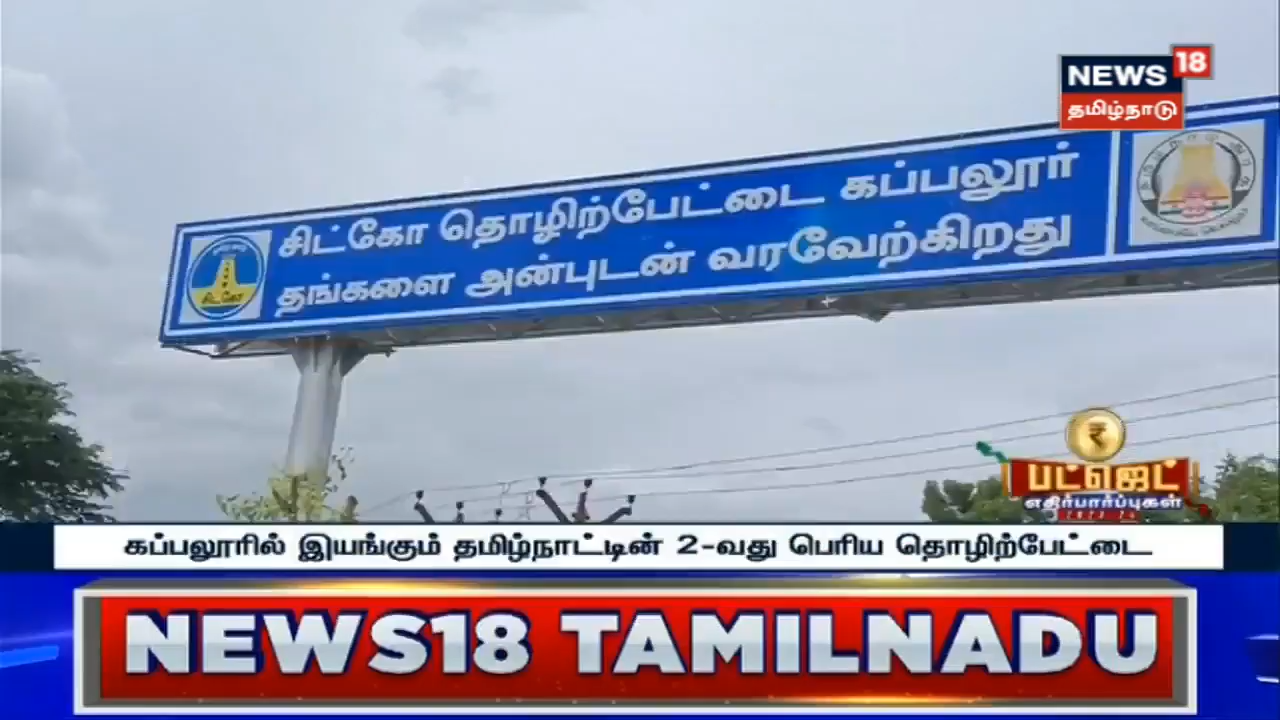 NEWS 18
தமிழ்நாடு
சிட்கோ தொழிற்பேட்டை கப்பலூர்
தங்களை அன்புடன் வரவேற்கிறது
சிட்கோ
பட்ஜெட்
எதிர்பார்ப்புகள்
கப்பலூரில் இயங்கும் தமிழ்நாட்டின் 2-வது பெரிய தொழிற்பேட்டை
NEWS18 TAMILNADU